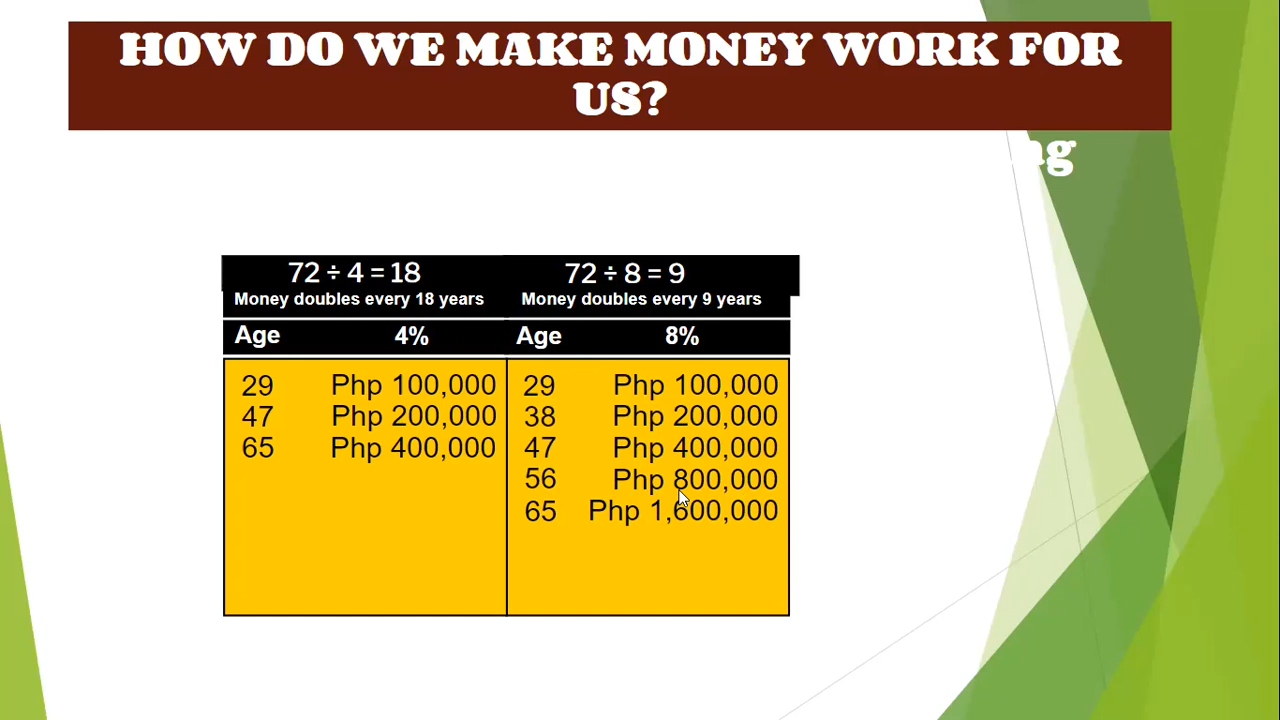 HOW DO WE MAKE MONEY WORK FOR
US?
72 ÷ 4 = 18 72 ÷ 8 = 9
Money doubles every 18 years Money doubles every 9 years
Age 4% Age 8%
29 Php 100,000 29 Php 100,000
47 Php 200,000 38 Php 200,000
65 Php 400,000 47 Php 400,000
56 Php 800,000
65 Php 1,600,000